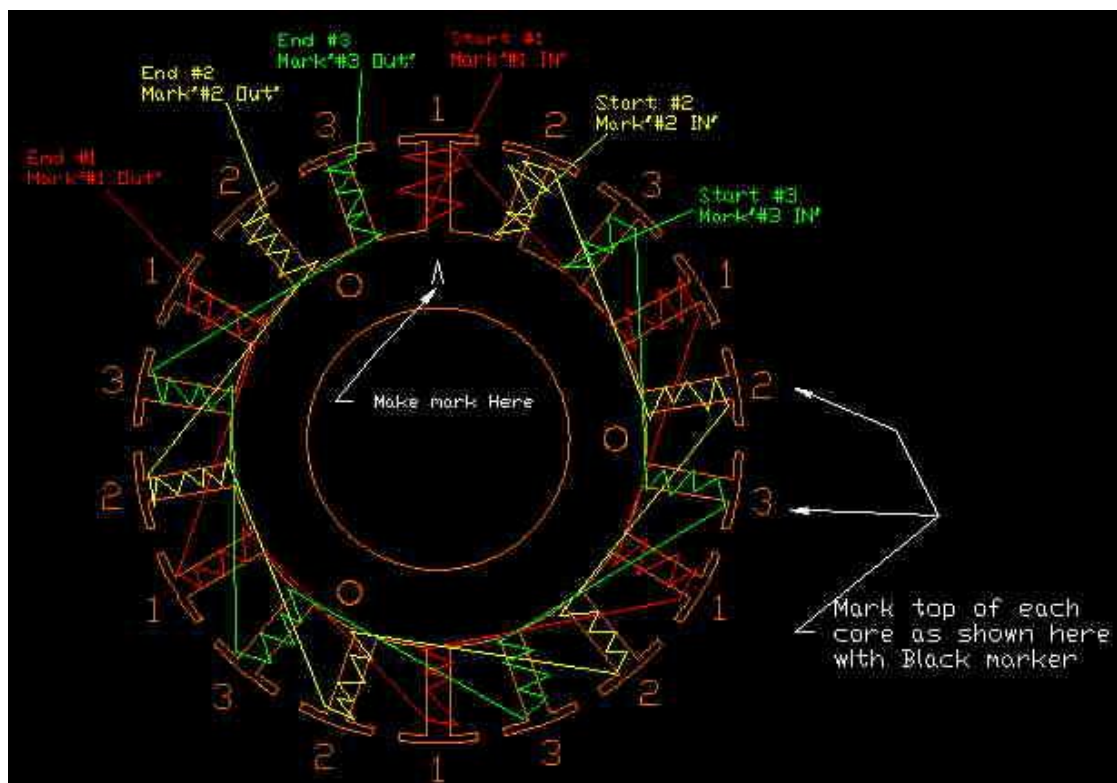 End #3
Mark"#3 Out"
Start #1
Mark"#1 IN"
End #2
Mark"#2 Out"
Start #2
Mark"#2 IN"
End #1
Mark"#1 Out"
Start #3
Mark"#3 IN"
3
1
2
2
3
1
1
3
2
Make mark Here
2
3
1
1
3
2
2
1
3
Mark top of each
core as shown here
with Black marker